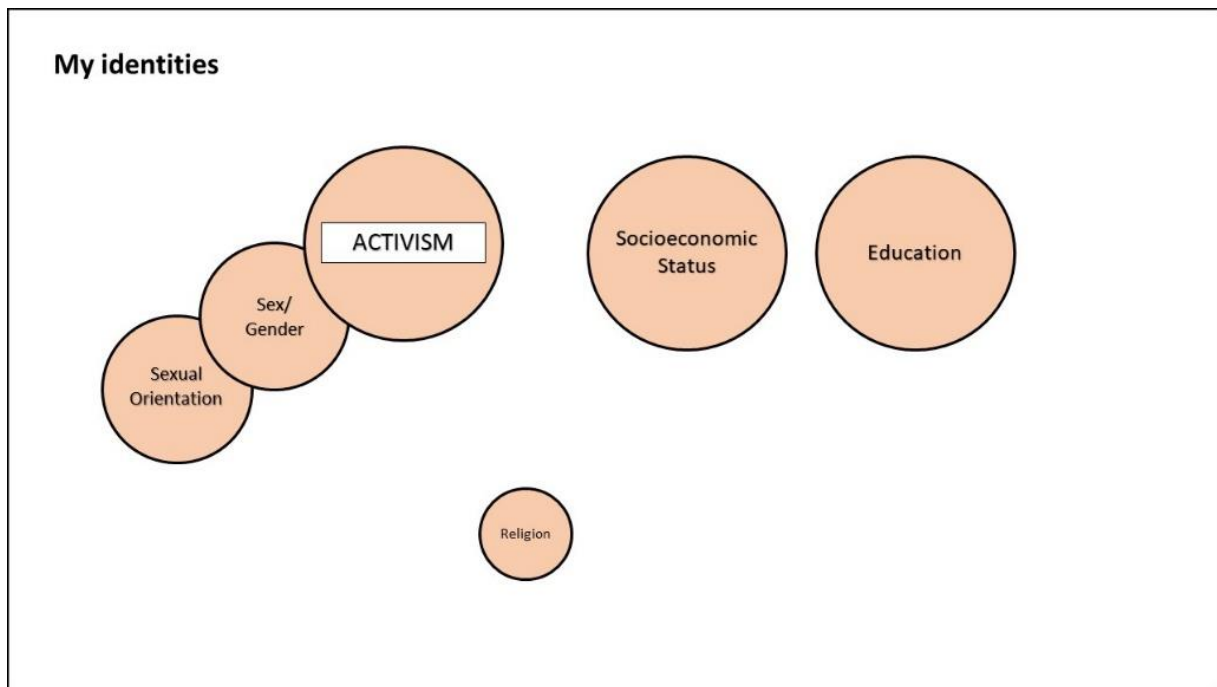 My identities
ACTIVISM
Socioeconomic
Status
Education
Sex/
Gender
Sexual
Orientation
Religion